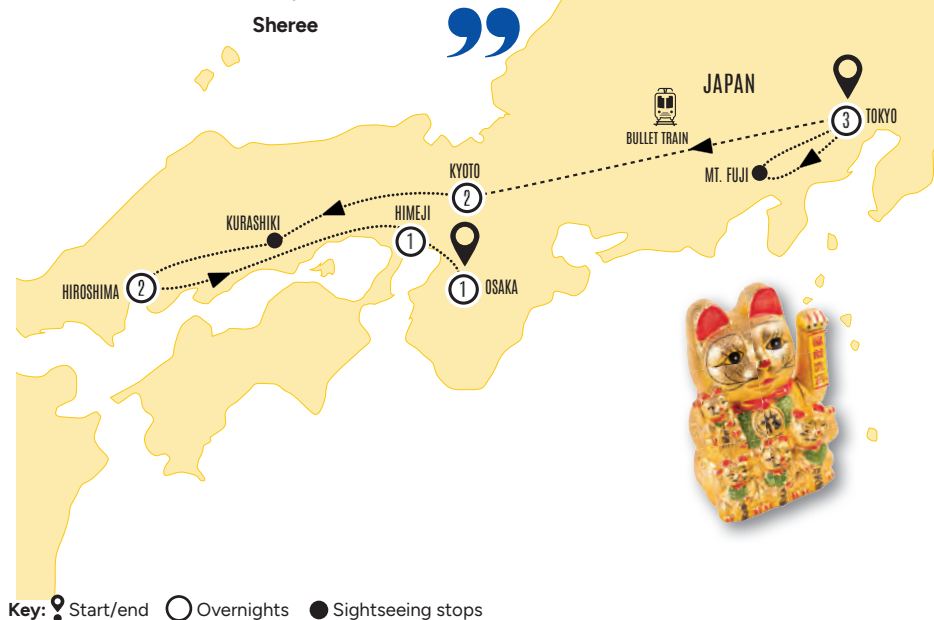 Sheree
”
JAPAN
3
TOKYO
BULLET TRAIN
MT. FUJI
KYOTO
2
HIMEJI
1
KURASHIKI
HIROSHIMA
2
1
OSAKA
Key: Start/end Overnights Sightseeing stops